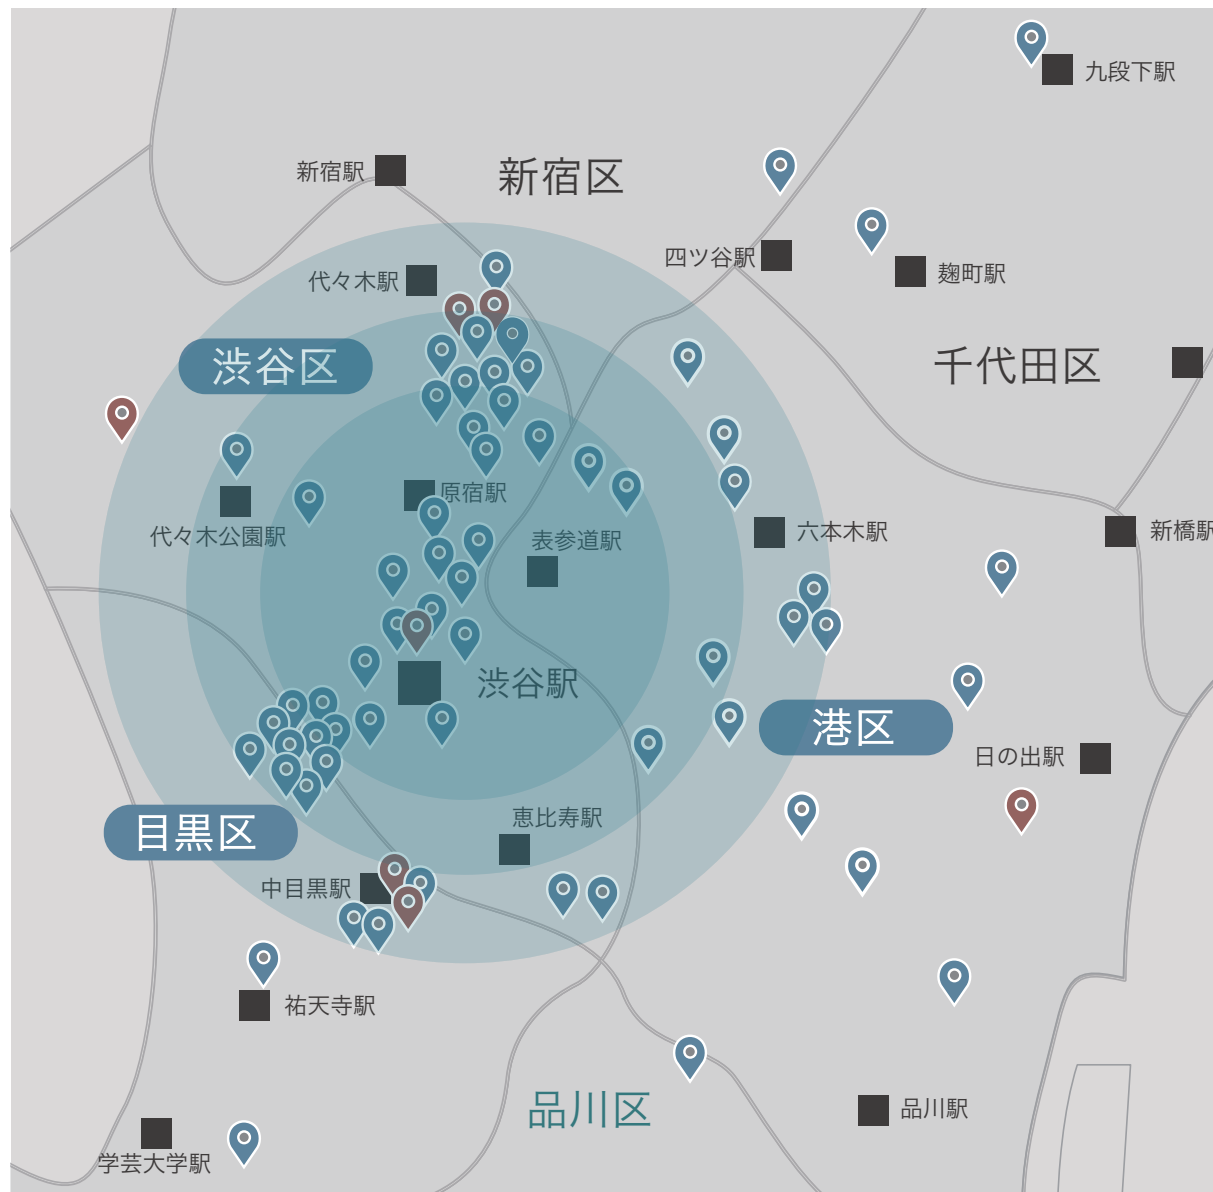 九段下駅
新宿駅
新宿区
四ツ谷駅
麹町駅
代々木駅
渋谷区
千代田区
原宿駅
代々木公園駅
表参道駅
六本木駅
新橋駅
渋谷駅
港区
日の出駅
恵比寿駅
目黒区
中目黒駅
祐天寺駅
品川区
品川駅
学芸大学駅